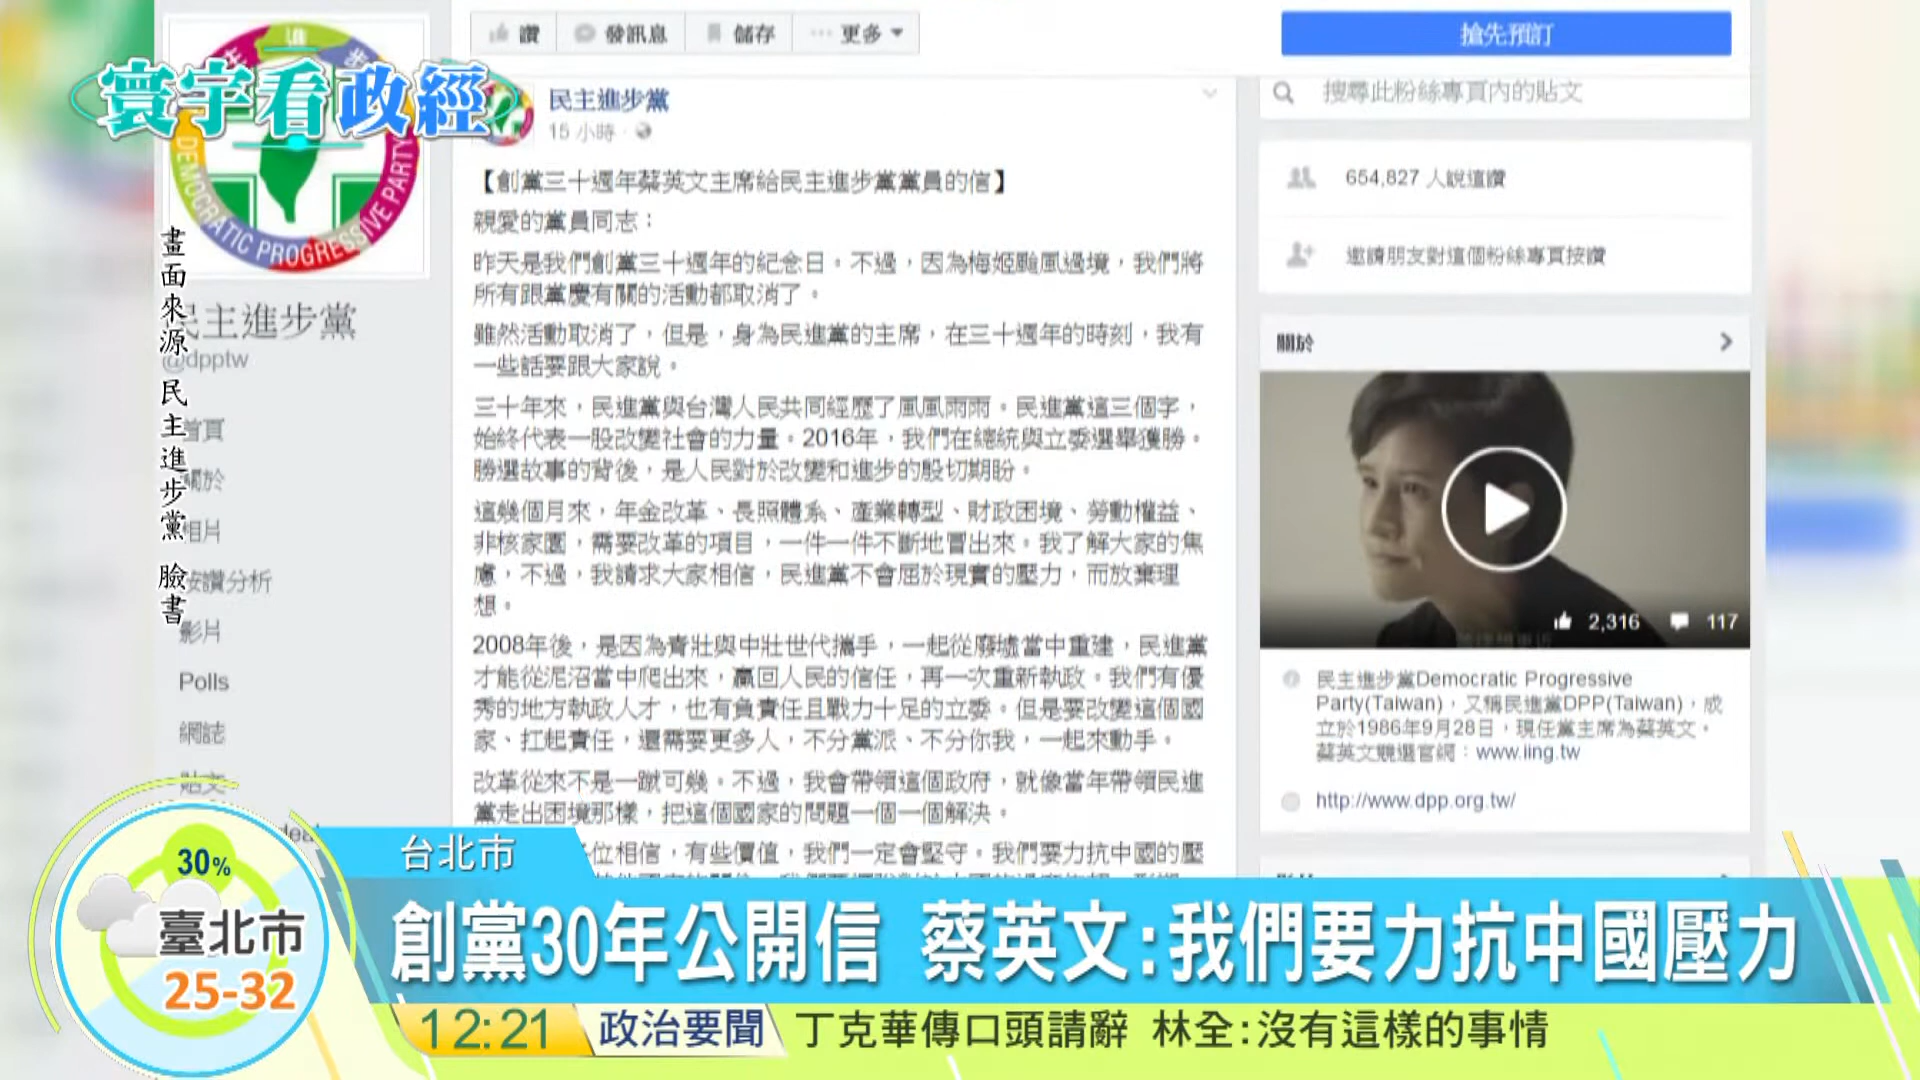 讚
發訊息
儲存
更多
搶先預訂
寰宇看政經
DEMOCRATIC PROGRESSIVE PARTY
民主進步黨
15 小時
搜尋此粉絲專頁內的貼文
654,827 人說這讚
邀請朋友對這個粉絲專頁按讚
關於
【創黨三十週年蔡英文主席給民主進步黨黨員的信】
親愛的黨員同志：
昨天是我們創黨三十週年的紀念日。不過，因為梅姬颱風過境，我們將
所有跟黨慶有關的活動都取消了。
雖然活動取消了，但是，身為民進黨的主席，在三十週年的時刻，我有
一些話要跟大家說。
三十年來，民進黨與台灣人民共同經歷了風風雨雨。民進黨這三個字，
始終代表一股改變社會的力量。2016年，我們在總統與立委選舉獲勝。
勝選故事的背後，是人民對於改變和進步的殷切期盼。
這幾個月來，年金改革、長照體系、產業轉型、財政困境、勞動權益、
非核家園，需要改革的項目，一件一件不斷地冒出來。我了解大家的焦
慮，不過，我請求大家相信，民進黨不會屈於現實的壓力，而放棄理
想。
2008年後，是因為青壯與中壯世代攜手，一起從廢墟當中重建，民進黨
才能從泥沼當中爬出來，贏回人民的信任，再一次重新執政。我們有優
秀的地方執政人才，也有負責任且戰力十足的立委。但是要改變這個國
家、扛起責任，還需要更多人，不分黨派、不分你我，一起來動手。
改革從來不是一蹴可幾。不過，我會帶領這個政府，就像當年帶領民進
黨走出困境那樣，把這個國家的問題一個一個解決。
位相信，有些價值，我們一定會堅守。我們要力抗中國的壓
畫面來源 民主進步黨 臉書
民主進步黨
@dpptw
首頁
關於
相片
按讚分析
影片
Polls
網誌
貼文
2,316
117
民主進步黨Democratic Progressive
Party(Taiwan)，又稱民進黨DPP(Taiwan)，成
立於1986年9月28日，現任黨主席為蔡英文。
蔡英文競選官網：www.iing.tw
http://www.dpp.org.tw/
30%
臺北市
25-32
台北市
創黨30年公開信 蔡英文:我們要力抗中國壓力
12:21
政治要聞
丁克華傳口頭請辭 林全:沒有這樣的事情